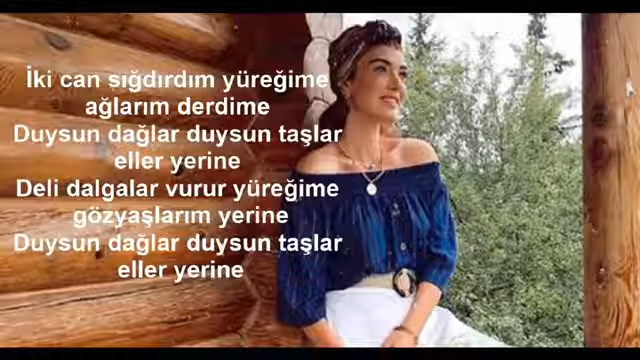 İki can sığdırdım yüreğime
ağlarım derdime
Duysun dağlar duysun taşlar
eller yerine
Deli dalgalar vurur yüreğime
gözyaşlarım yerine
Duysun dağlar duysun taşlar
eller yerine